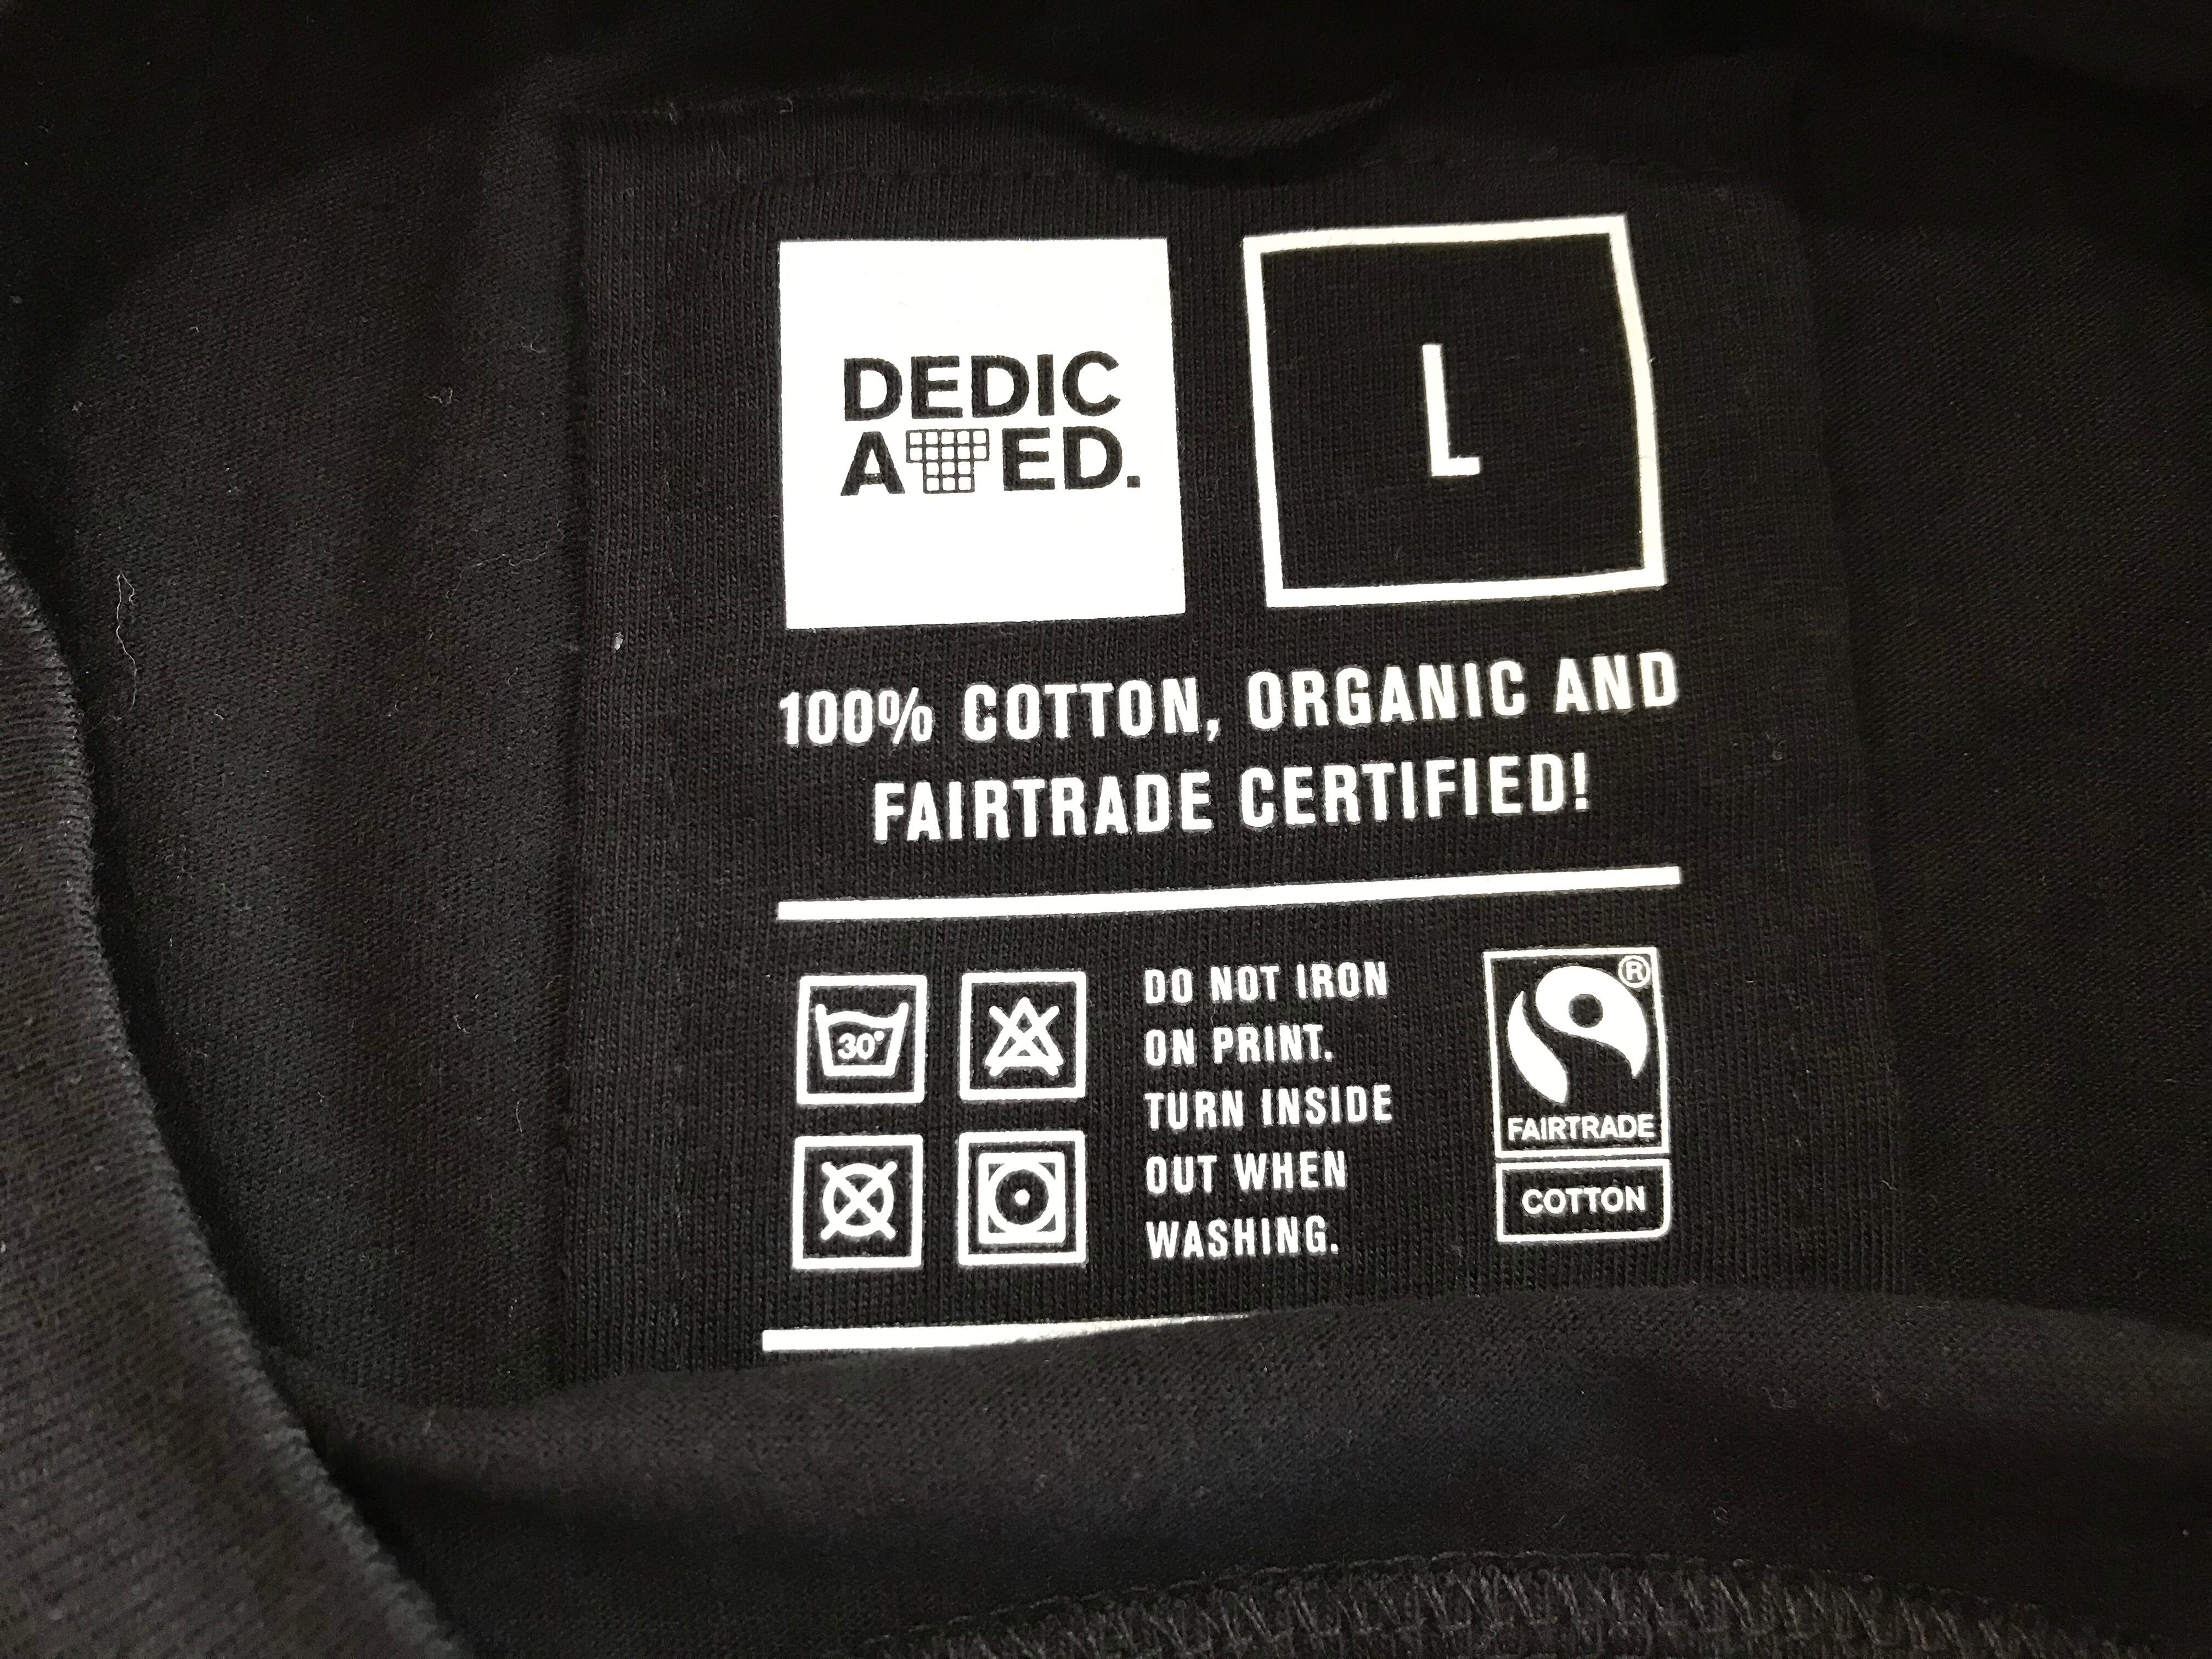 DEDIC
ATED.
L
100% COTTON, ORGANIC AND
FAIRTRADE CERTIFIED!
30°
DO NOT IRON
ON PRINT.
TURN INSIDE
OUT WHEN
WASHING.
®
FAIRTRADE
COTTON